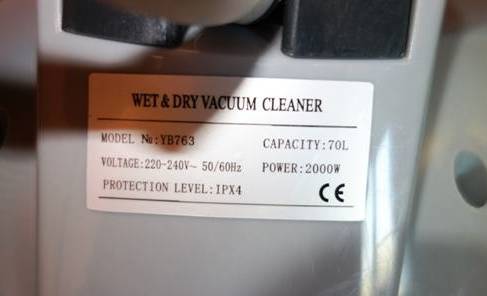 WET & DRY VACUUM CLEANER
MODEL №:YB763 CAPACITY:70L
VOLTAGE:220-240V~ 50/60Hz POWER:2000W
PROTECTION LEVEL:IPX4 CE